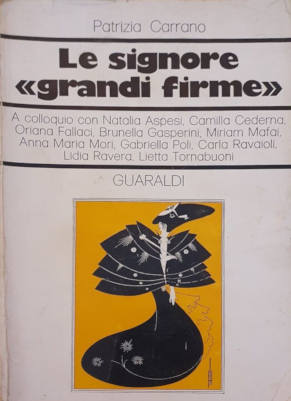 Patrizia Carrano
Le signore
«grandi firme»
A colloquio con Natalia Aspesi, Camilla Cederna,
Oriana Fallaci, Brunella Gasperini, Miriam Mafai,
Anna Maria Mori, Gabriella Poli, Carla Ravaioli,
Lidia Ravera, Lietta Tornabuoni
GUARALDI